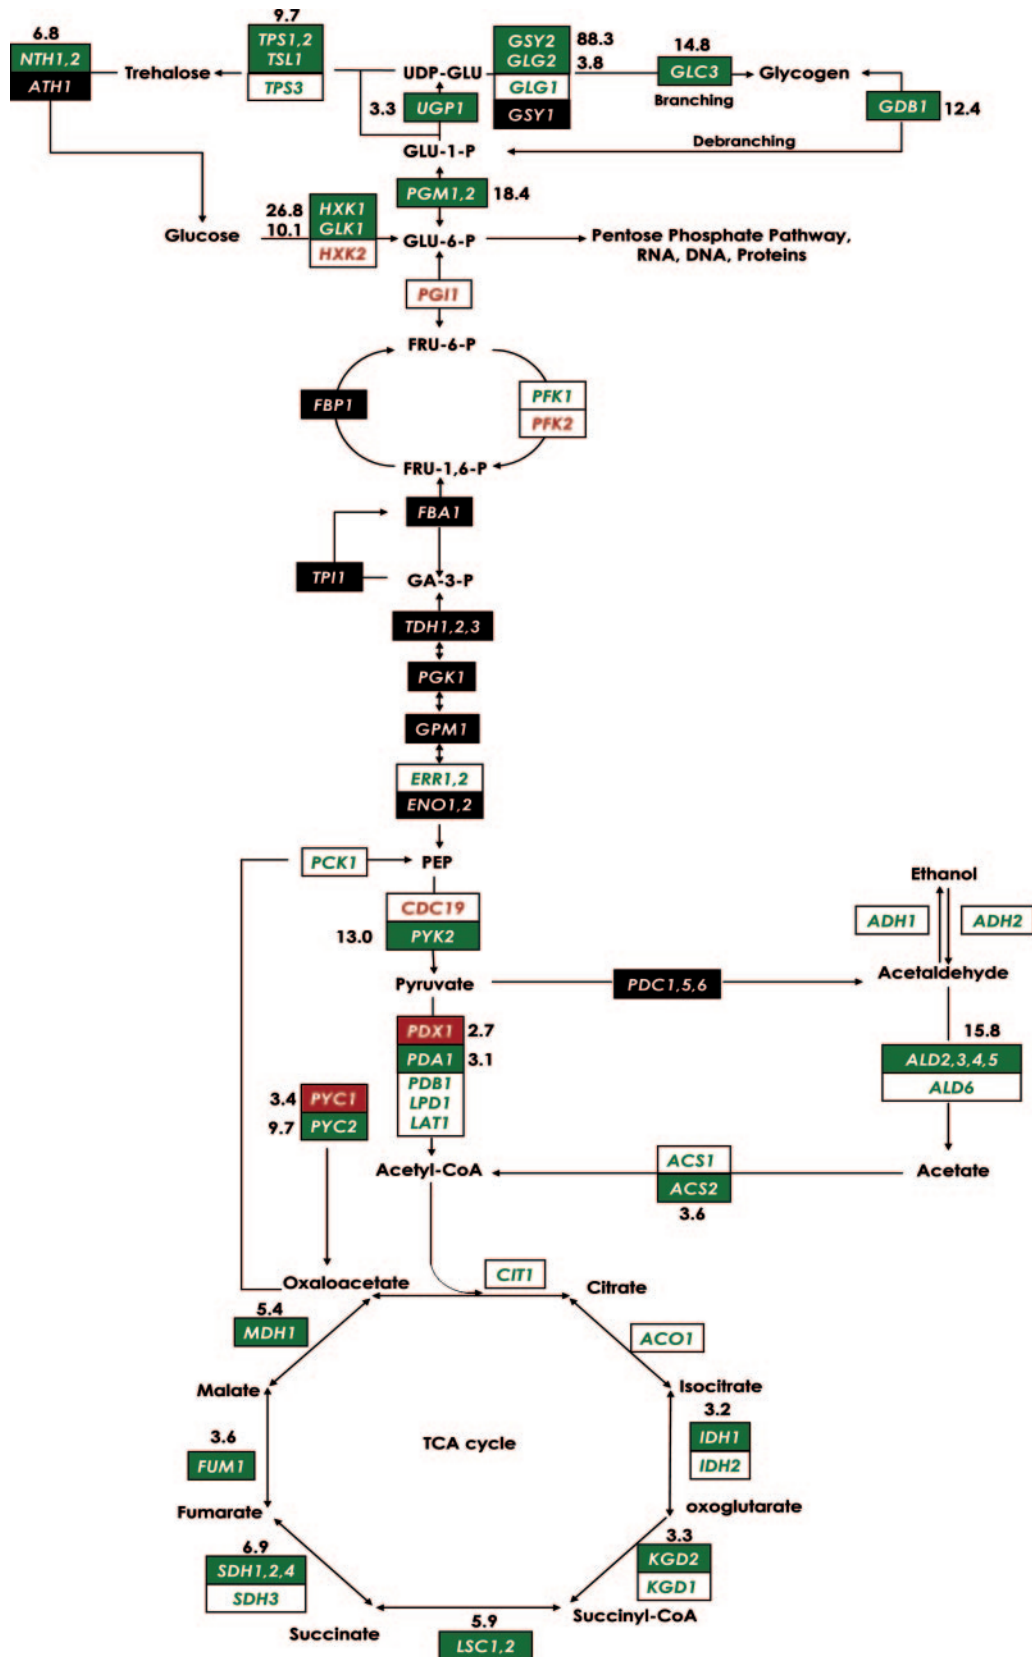 9.7
6.8
TPS1,2
TSL1
TPS3
NTH1,2
ATH1
Trehalose
UDP-GLU
GSY2
GLG2
GLG1
GSY1
88.3
3.8
14.8
GLC3
Branching
Glycogen
GDB1
12.4
3.3
UGP1
GLU-1-P
Debranching
PGM1,2
18.4
Glucose
26.8
10.1
HXK1
GLK1
HXK2
GLU-6-P
Pentose Phosphate Pathway,
RNA, DNA, Proteins
PGI1
FRU-6-P
FBP1
PFK1
PFK2
FRU-1,6-P
FBA1
TPI1
GA-3-P
TDH1,2,3
PGK1
GPM1
ERR1,2
ENO1,2
PCK1
PEP
CDC19
13.0
PYK2
Ethanol
ADH1
ADH2
Pyruvate
PDC1,5,6
Acetaldehyde
PDX1
2.7
PDA1
3.1
PDB1
LPD1
LAT1
15.8
ALD2,3,4,5
ALD6
3.4
PYC1
9.7
PYC2
Acetyl-CoA
ACS1
ACS2
3.6
Acetate
Oxaloacetate
CIT1
Citrate
5.4
MDH1
ACO1
Malate
Isocitrate
3.6
FUM1
TCA cycle
3.2
IDH1
IDH2
Fumarate
oxoglutarate
6.9
SDH1,2,4
SDH3
3.3
KGD2
KGD1
Succinate
5.9
LSC1,2
Succinyl-CoA